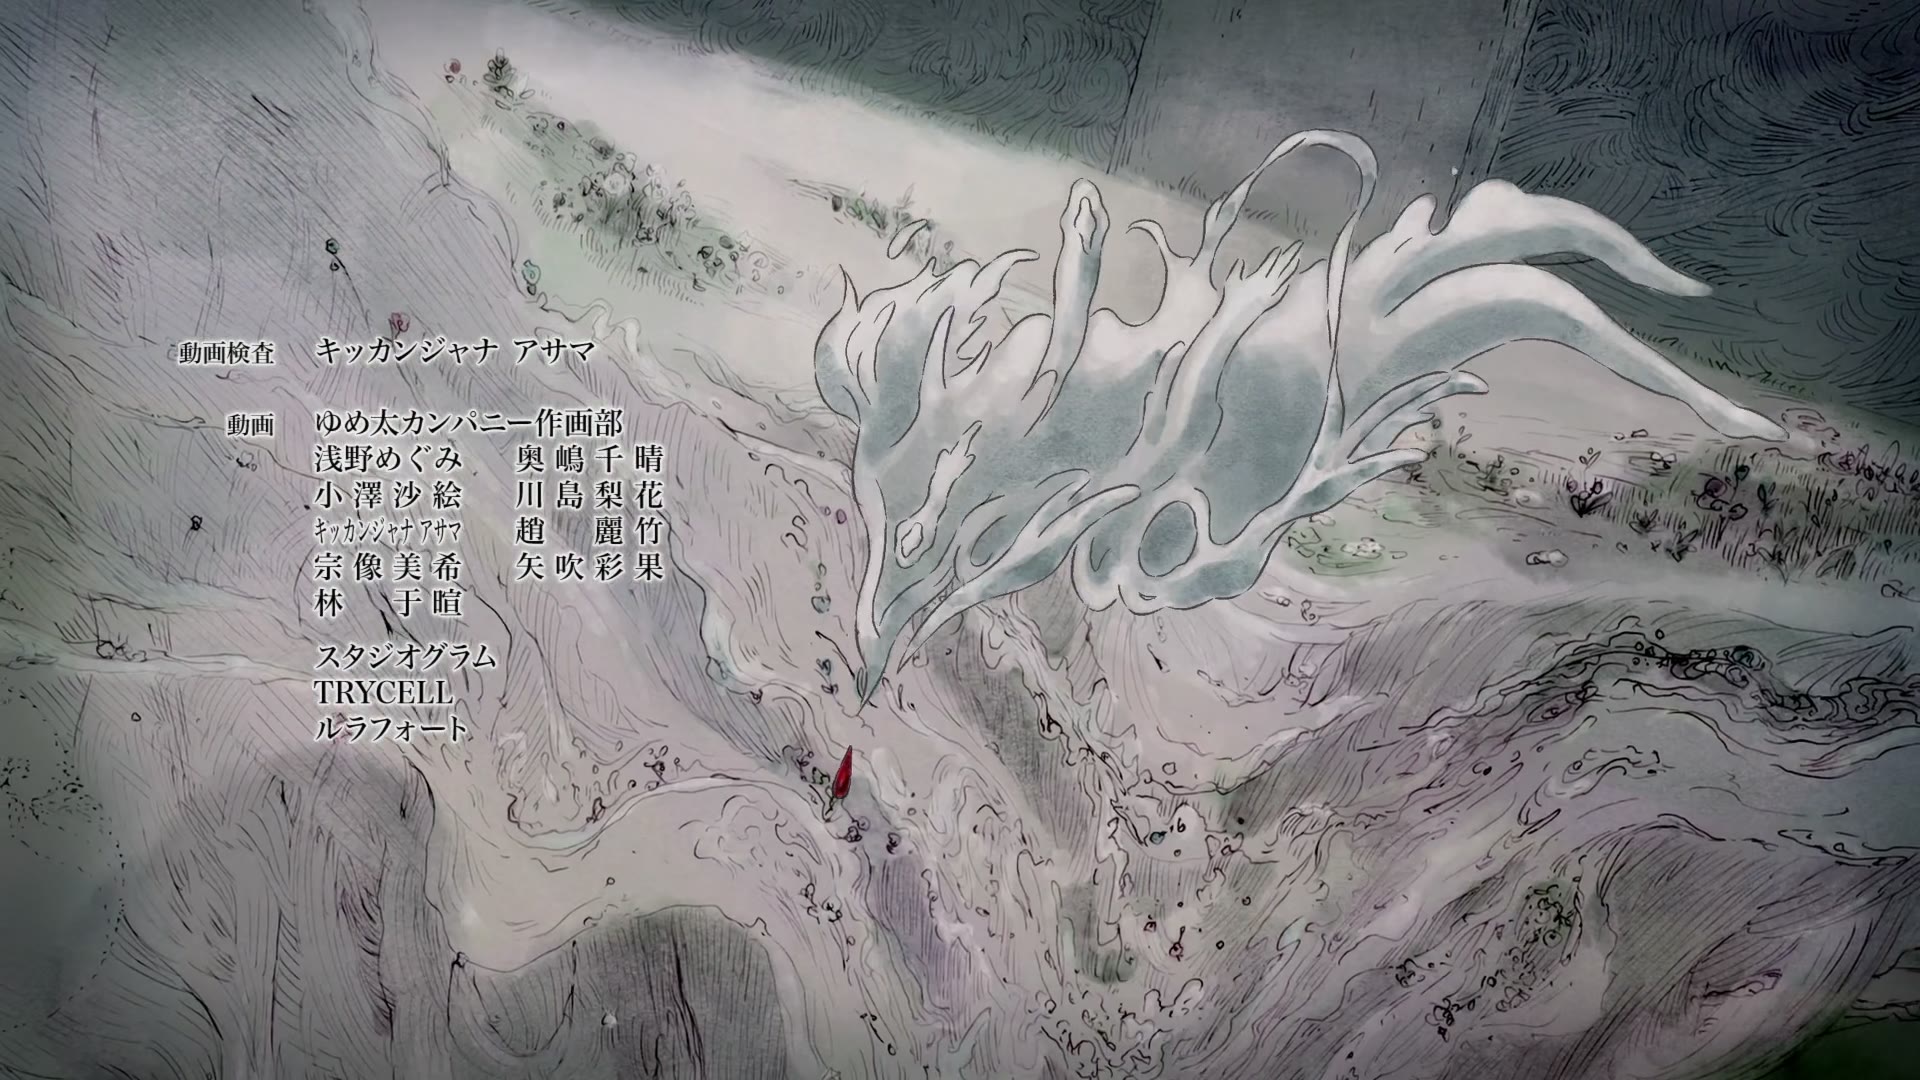 動画検査 キッカンジャナ アサマ
動画 ゆめ太カンパニー作画部
浅野めぐみ 奥嶋千晴
小澤沙絵 川島梨花
キッカンジャナ アサマ 趙麗竹
宗像美希 矢吹彩果
林于暄
スタジオグラム
TRYCELL
ルラフォート